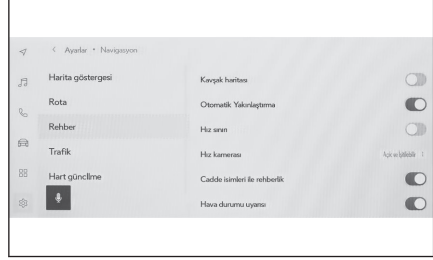 < Ayarlar • Navigasyon
Harita göstergesi
Rota
Rehber
Trafik
Hart güncllme
Kavşak haritası
Otomatik Yakınlaştırma
Hız sınırı
Hız kamerası
Cadde isimleri ile rehberlik
Hava durumu uyarısı